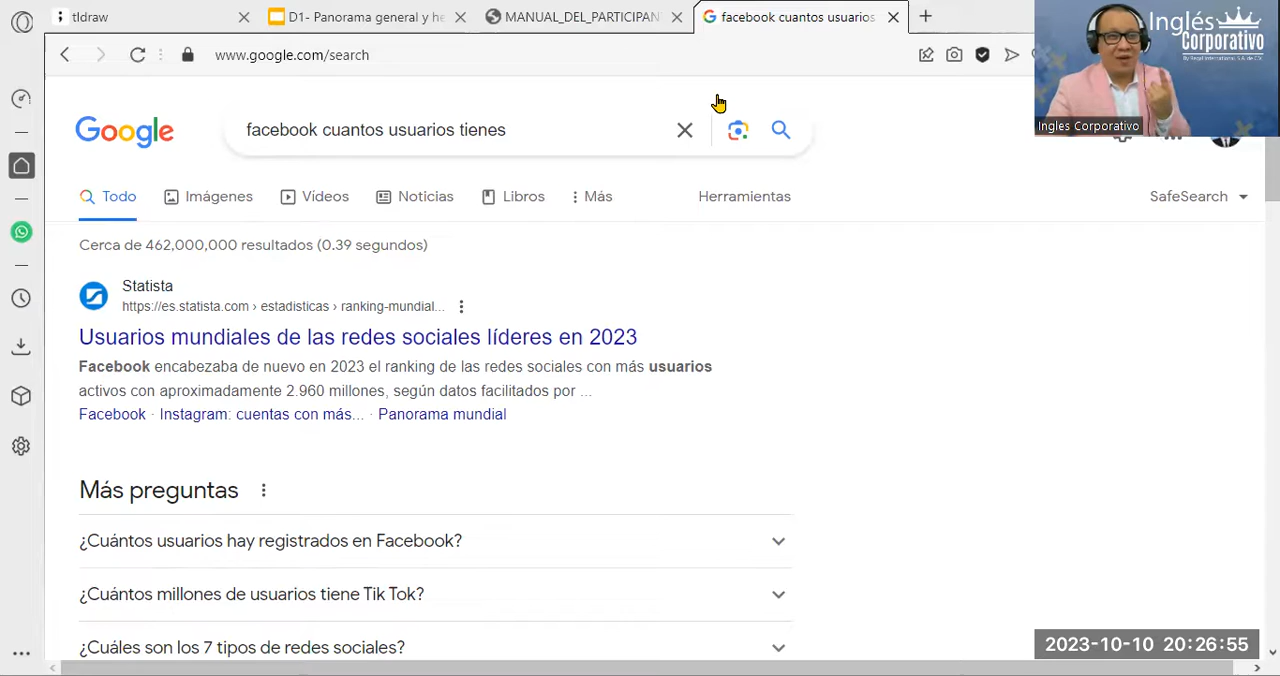 tldraw
D1- Panorama general y he
MANUAL_DEL_PARTICIPAN
facebook cuantos usuarios
www.google.com/search
Inglés
Corporativo
By Regal International, S.A. de C.V.
Ingles Corporativo
Google
facebook cuantos usuarios tienes
Todo
Imágenes
Vídeos
Noticias
Libros
Más
Herramientas
SafeSearch
Cerca de 462,000,000 resultados (0.39 segundos)
Statista
https://es.statista.com › estadisticas › ranking-mundial...
Usuarios mundiales de las redes sociales líderes en 2023
Facebook encabezaba de nuevo en 2023 el ranking de las redes sociales con más usuarios
activos con aproximadamente 2.960 millones, según datos facilitados por ...
Facebook · Instagram: cuentas con más... · Panorama mundial
Más preguntas
¿Cuántos usuarios hay registrados en Facebook?
¿Cuántos millones de usuarios tiene Tik Tok?
¿Cuáles son los 7 tipos de redes sociales?
2023-10-10 20:26:55